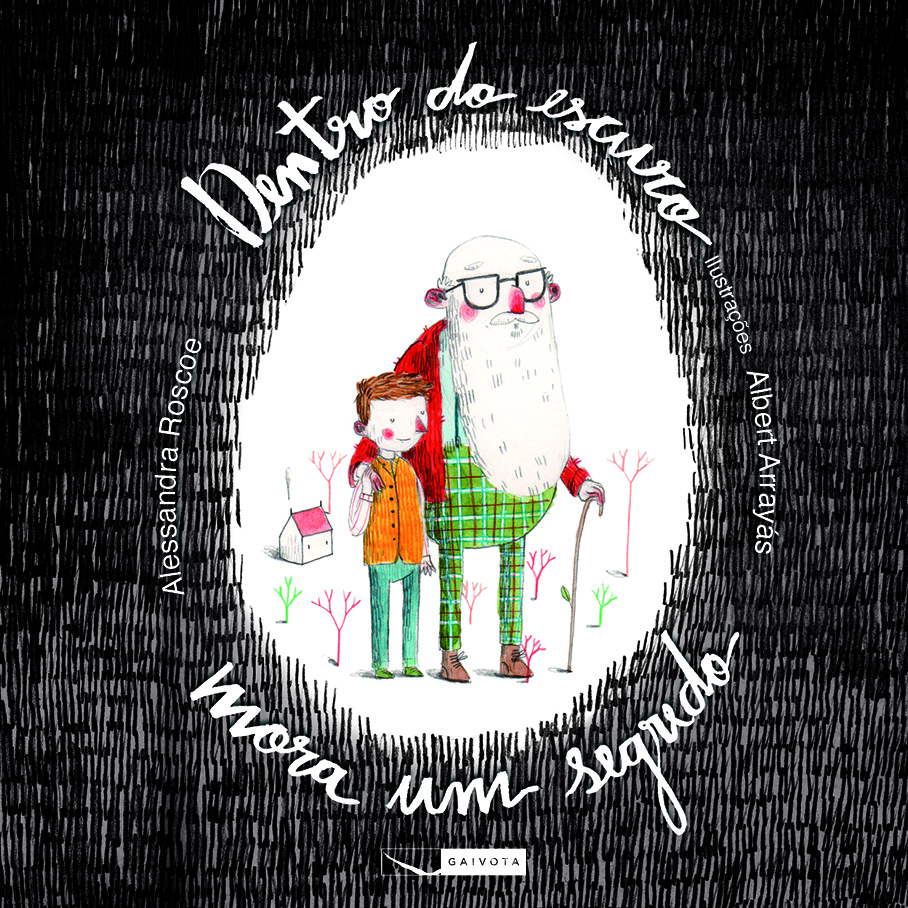 Dentro do escuro
Ilustrações Albert Arrayás
Alessandra Roscoe
mora um segredo
GAIVOTA